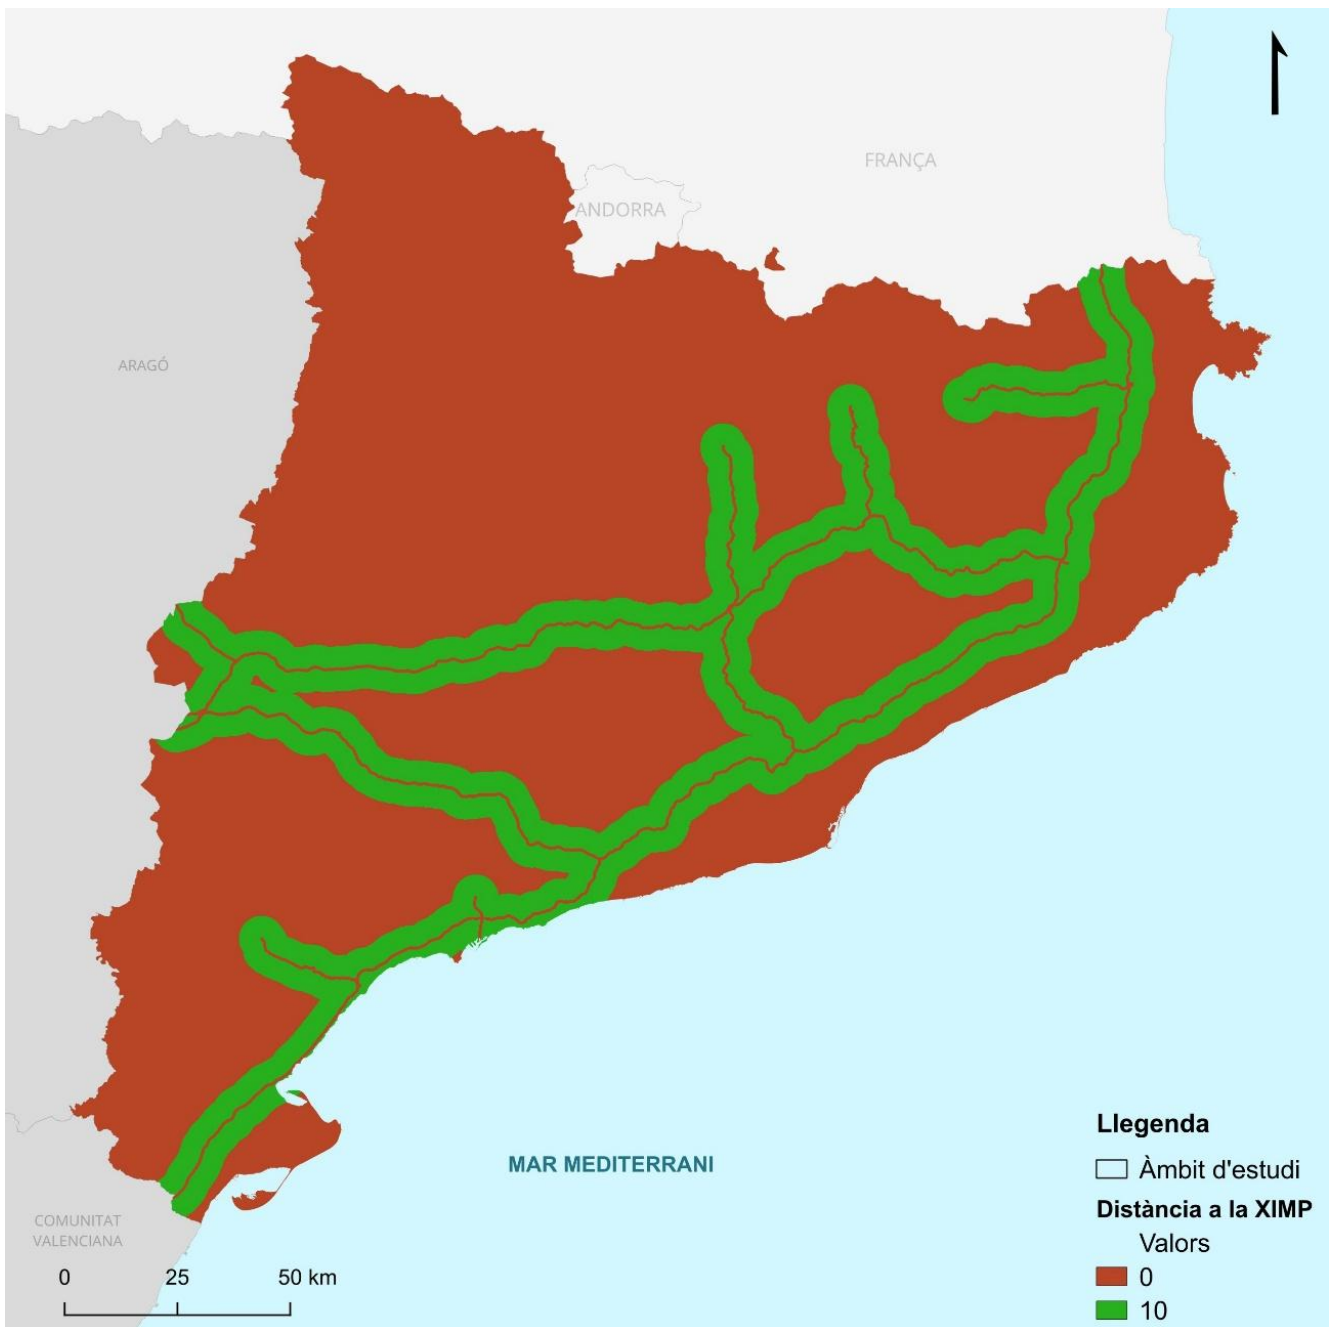 FRANÇA
ANDORRA
ARAGÓ
MAR MEDITERRANI
COMUNITAT
VALENCIANA
0 25 50 km
Llegenda
Àmbit d'estudi
Distància a la XIMP
Valors
0
10